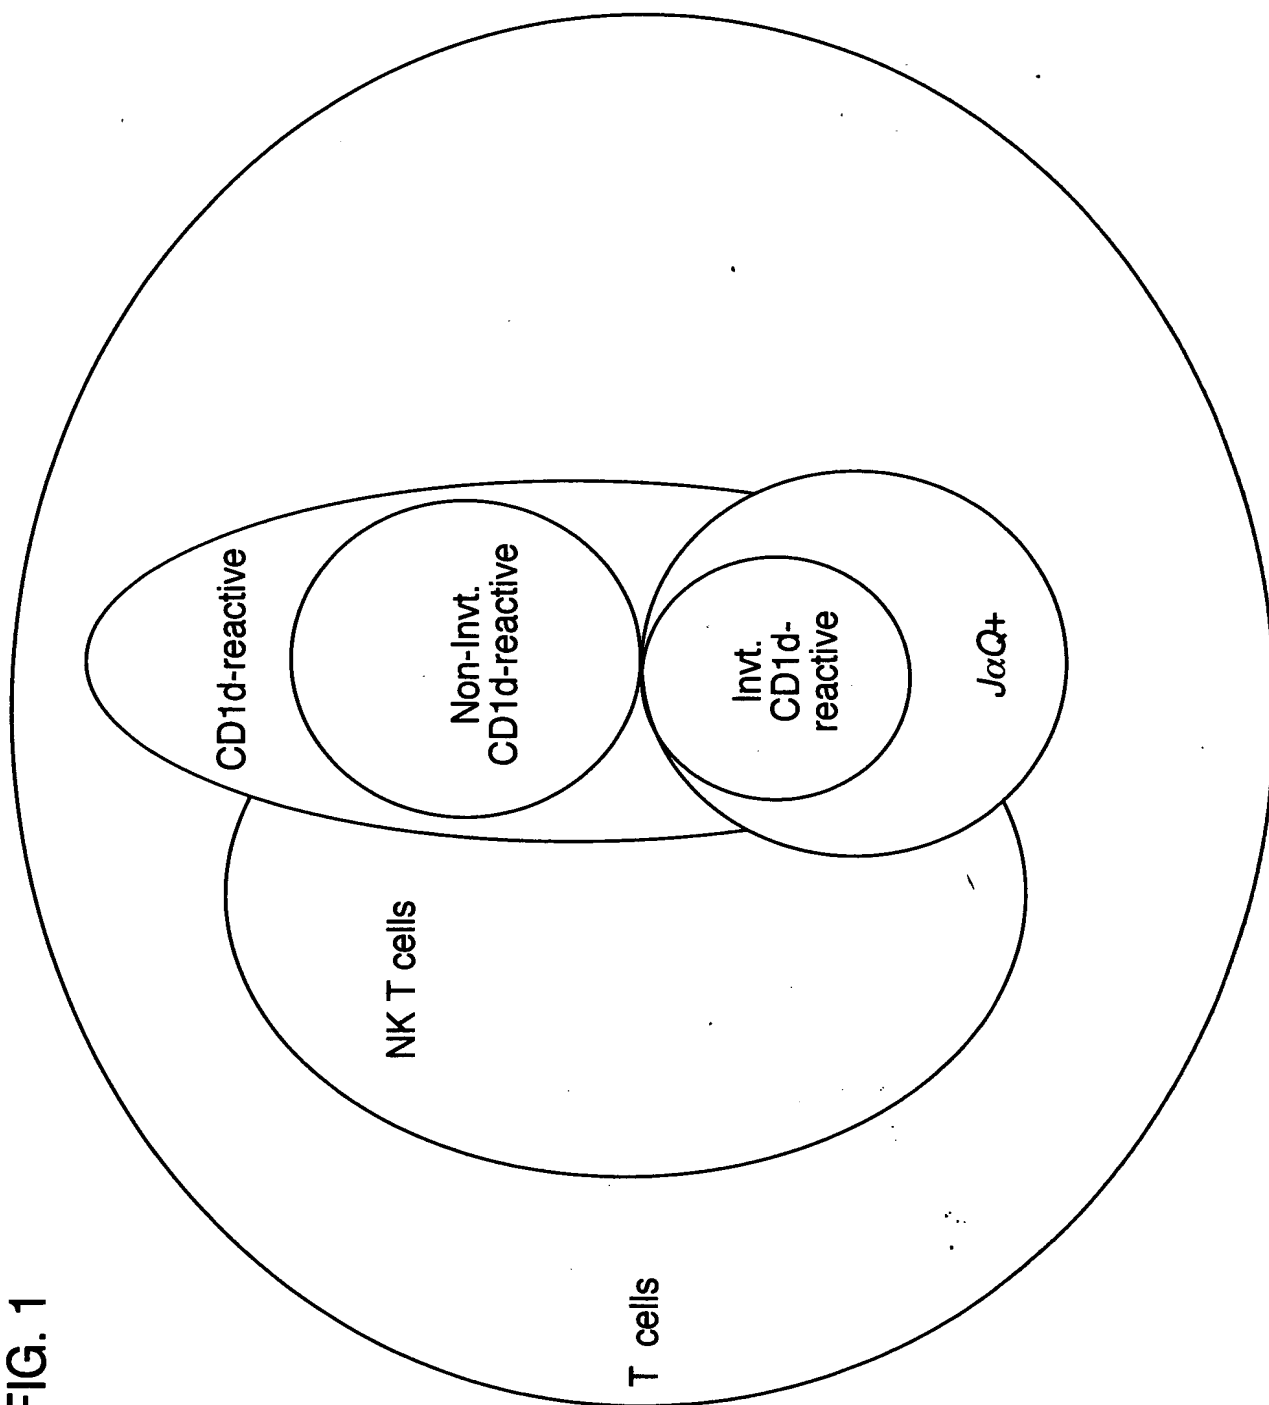 FIG. 1
T cells
NK T cells
CD1d-reactive
Non-Invt.
CD1d-reactive
Invt.
CD1d-
reactive
JαQ+